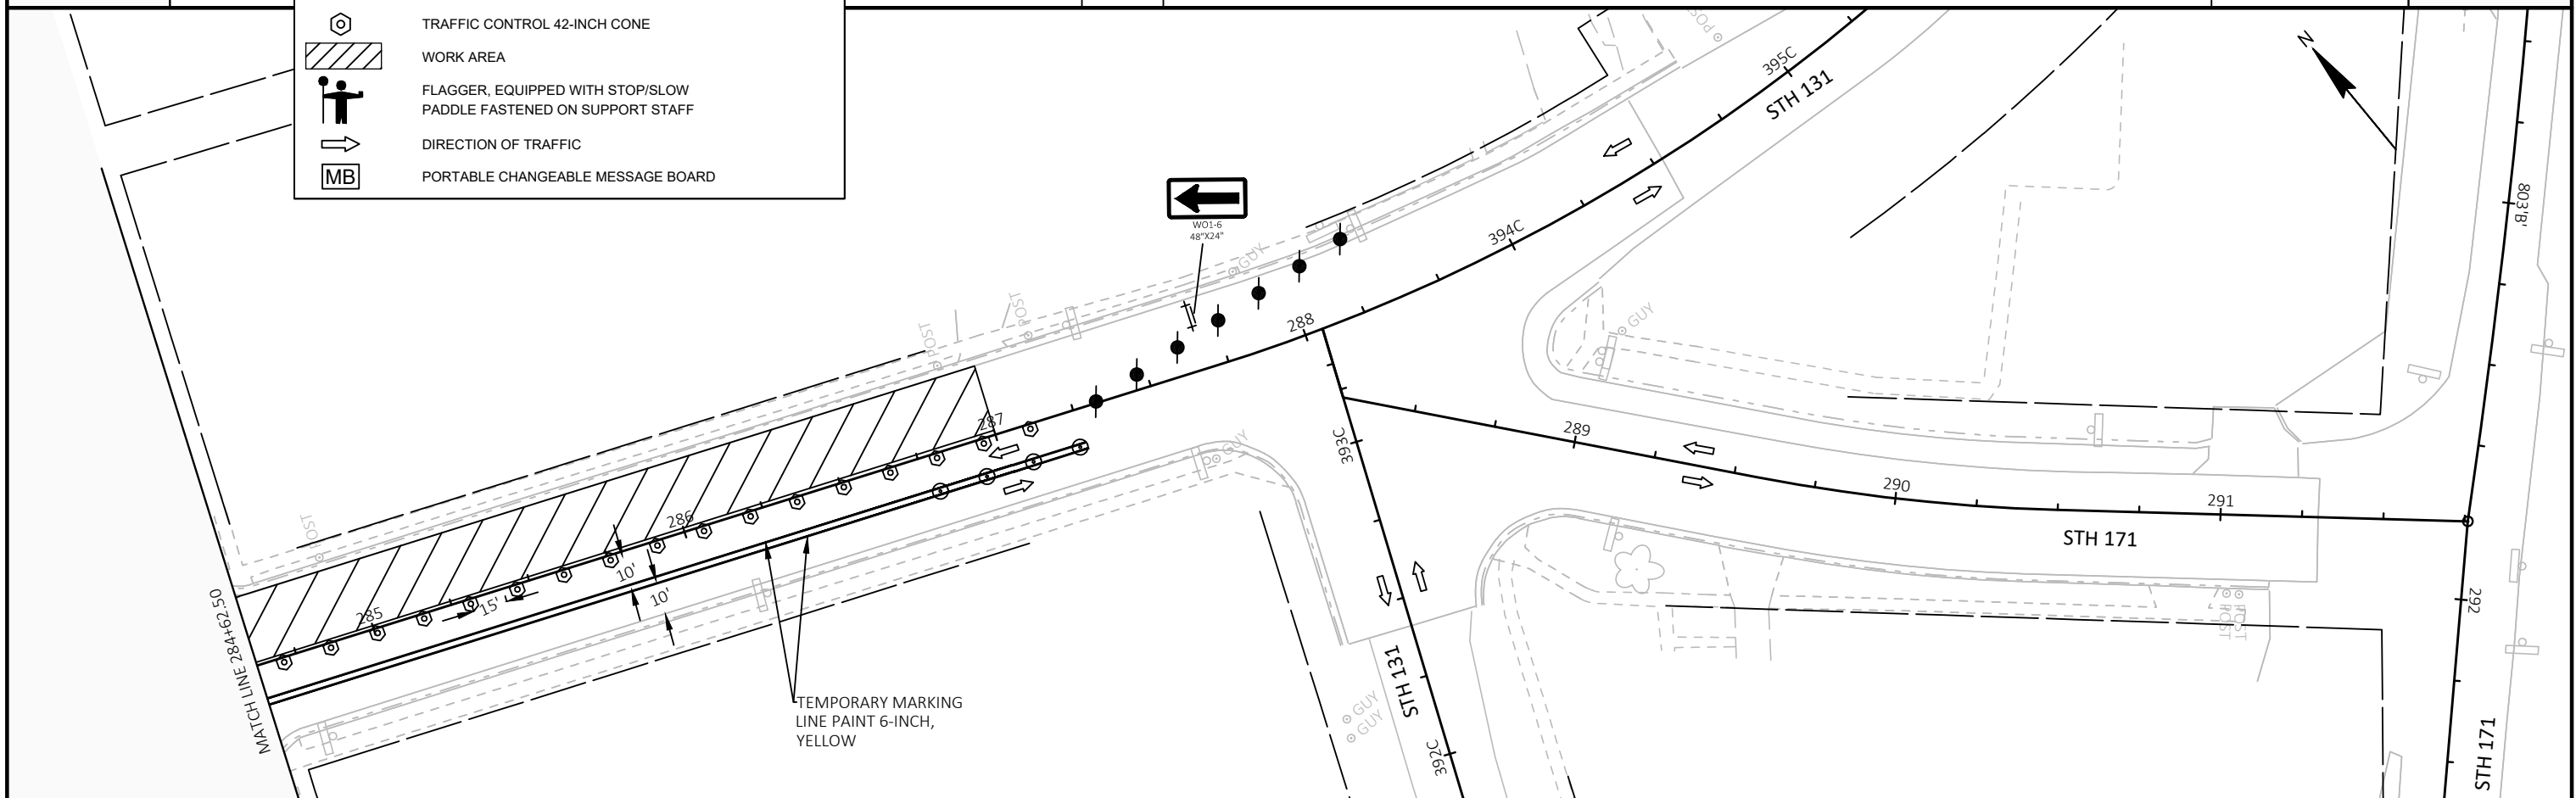 TRAFFIC CONTROL 42-INCH CONE
WORK AREA
FLAGGER, EQUIPPED WITH STOP/SLOW
PADDLE FASTENED ON SUPPORT STAFF
DIRECTION OF TRAFFIC
MB
PORTABLE CHANGEABLE MESSAGE BOARD
POST
395C
STH 131
N
803'B'
WO1-6
48"X24"
394C
GUY
POST
POST
288
GUY
287
289
393C
GUY
290
291
STH 171
POST
286
10'
10'
285
15'
MATCH LINE 284+62.50
292
POST
POST
TEMPORARY MARKING
LINE PAINT 6-INCH,
YELLOW
STH 131
GUY
GUY
392C
STH 171